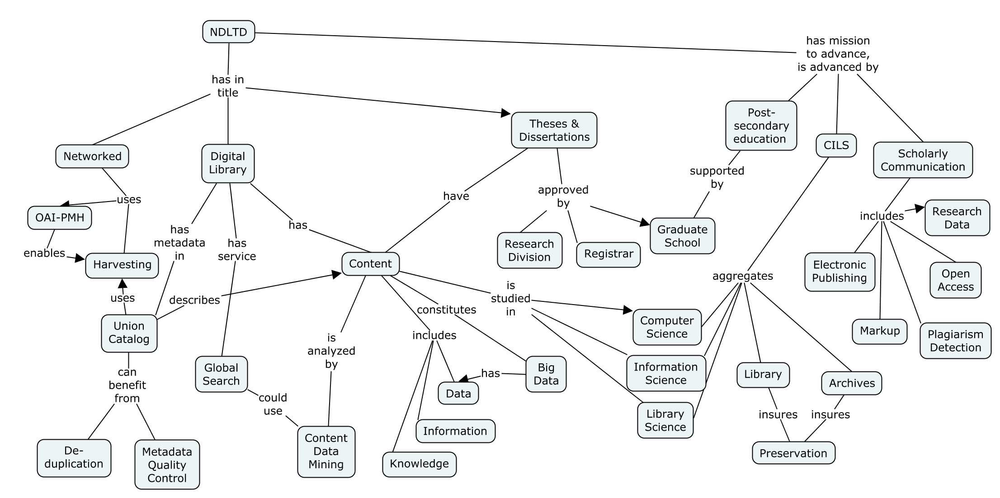 NDLTD
has mission
to advance,
is advanced by
has in
title
Theses &
Dissertations
Post-
secondary
education
CILS
Scholarly
Communication
Networked
Digital
Library
supported
by
approved
by
have
uses
OAI-PMH
includes
Research
Data
has
has
metadata
in
has
service
Graduate
School
Research
Division
Registrar
enables
Harvesting
Content
Electronic
Publishing
Open
Access
aggregates
is
studied
in
uses
describes
constitutes
Union
Catalog
includes
Computer
Science
Markup
Plagiarism
Detection
is
analyzed
by
can
benefit
from
Global
Search
has
Big
Data
Information
Science
Library
Archives
Data
could
use
Library
Science
insures
insures
Information
De-
duplication
Metadata
Quality
Control
Content
Data
Mining
Knowledge
Preservation